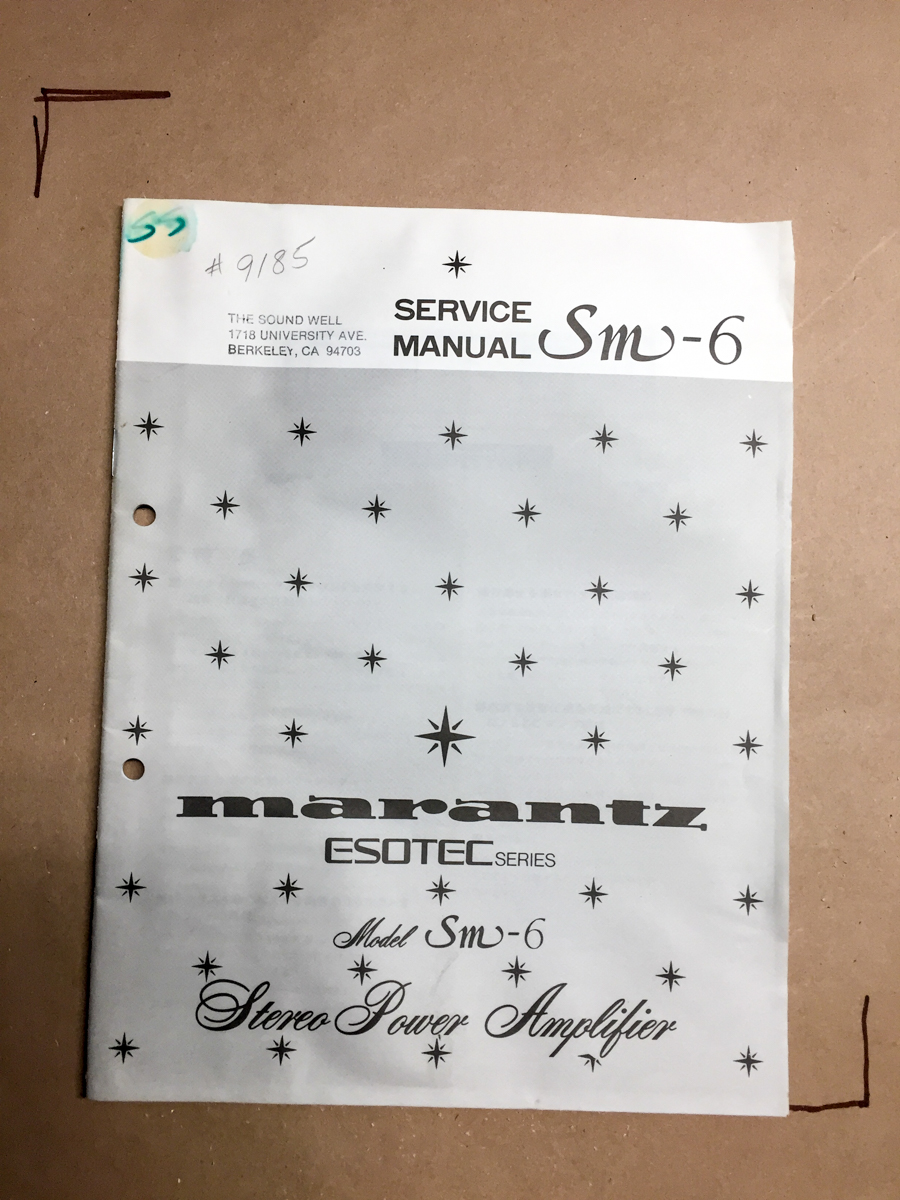 SS
# 9185
THE SOUND WELL
1718 UNIVERSITY AVE.
BERKELEY, CA 94703
SERVICE
MANUAL Sm-6
marantz
ESOTEC SERIES
Model Sm-6
Stereo Power Amplifier